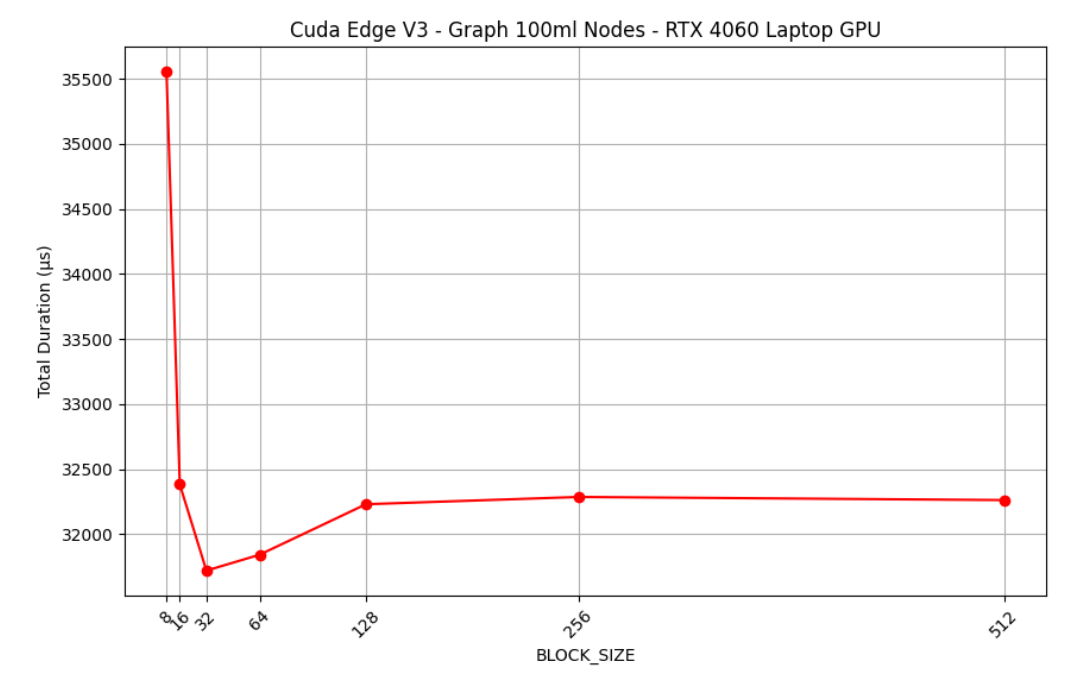 Cuda Edge V3 - Graph 100ml Nodes - RTX 4060 Laptop GPU
Total Duration (μs)
35500
35000
34500
34000
33500
33000
32500
32000
8 16 32 64 128 256 512
BLOCK_SIZE